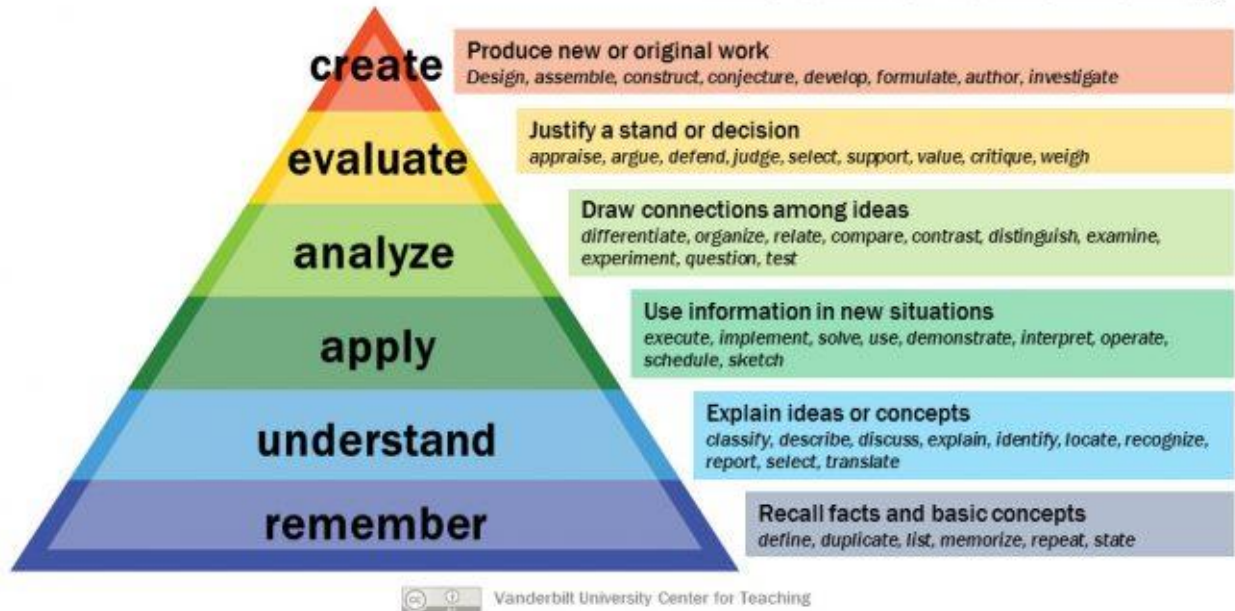 create
Produce new or original work
Design, assemble, construct, conjecture, develop, formulate, author, investigate
evaluate
Justify a stand or decision
appraise, argue, defend, judge, select, support, value, critique, weigh
analyze
Draw connections among ideas
differentiate, organize, relate, compare, contrast, distinguish, examine,
experiment, question, test
apply
Use information in new situations
execute, implement, solve, use, demonstrate, interpret, operate,
schedule, sketch
understand
Explain ideas or concepts
classify, describe, discuss, explain, identify, locate, recognize,
report, select, translate
remember
Recall facts and basic concepts
define, duplicate, list, memorize, repeat, state
cc
Vanderbilt University Center for Teaching